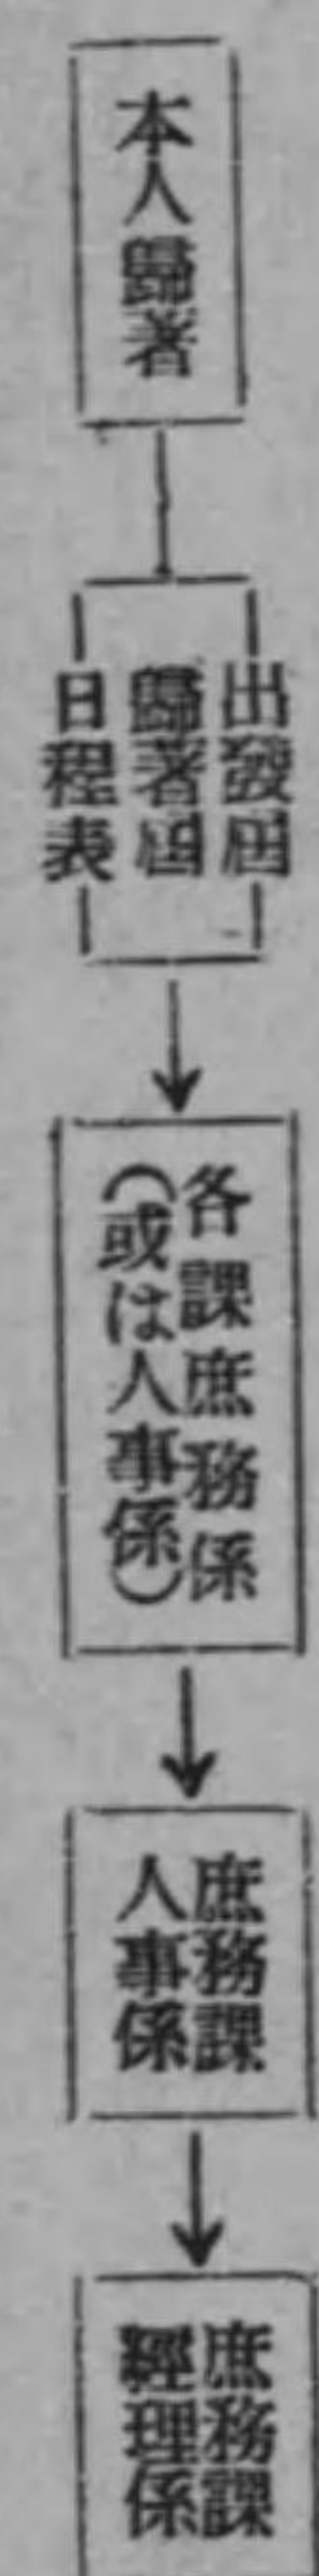 本人歸著
出發屆
歸著屆
日程表
各課庶務係
(或は人事係)
庶務課
人事係
庶務課
經理係